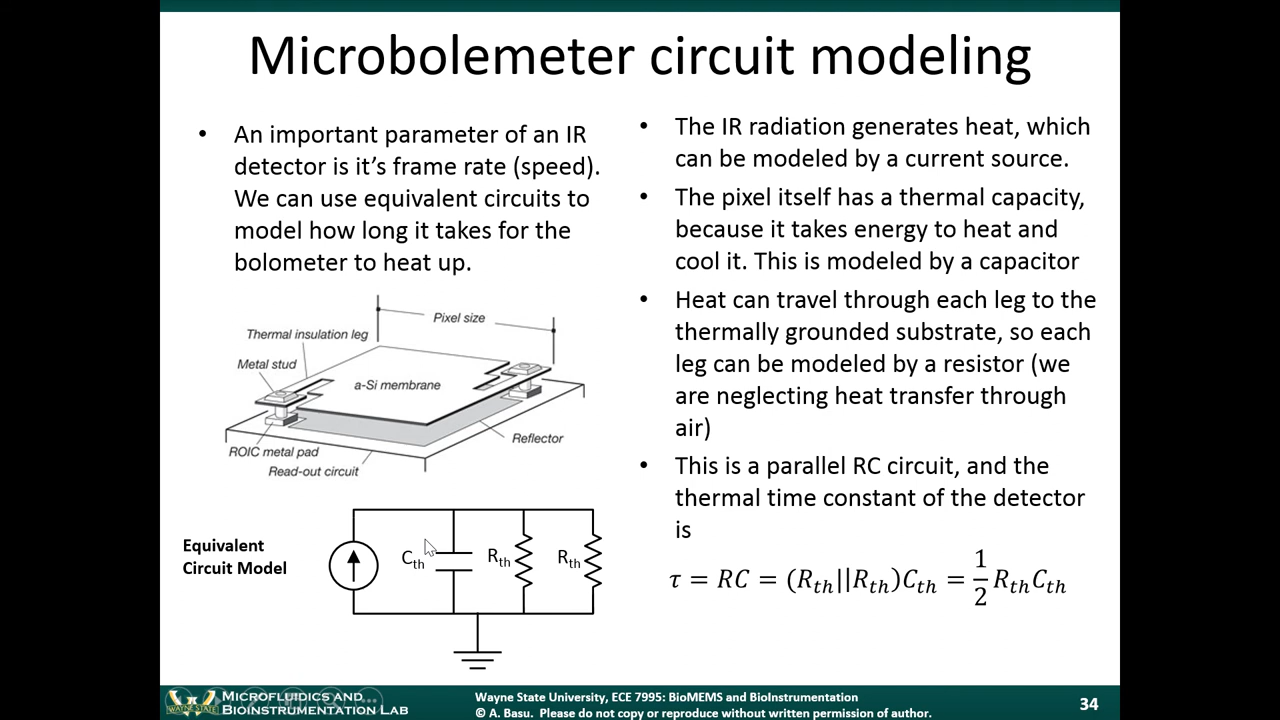 Microbolemeter circuit modeling
• An important parameter of an IR
detector is it's frame rate (speed).
We can use equivalent circuits to
model how long it takes for the
bolometer to heat up.
Pixel size
Thermal insulation leg
Metal stud
a-Si membrane
Reflector
ROIC metal pad
Read-out circuit
Equivalent
Circuit Model
Cth
Rth
Rth
• The IR radiation generates heat, which
can be modeled by a current source.
• The pixel itself has a thermal capacity,
because it takes energy to heat and
cool it. This is modeled by a capacitor
• Heat can travel through each leg to the
thermally grounded substrate, so each
leg can be modeled by a resistor (we
are neglecting heat transfer through
air)
• This is a parallel RC circuit, and the
thermal time constant of the detector
is
τ = RC = (R_th||R_th)C_th = 1/2 R_th C_th
WAYNE STATE
MICROFLUIDICS AND
BIOINSTRUMENTATION LAB
Wayne State University, ECE 7995: BioMEMS and BioInstrumentation
© A. Basu. Please do not copy or reproduce without written permission of author.
34